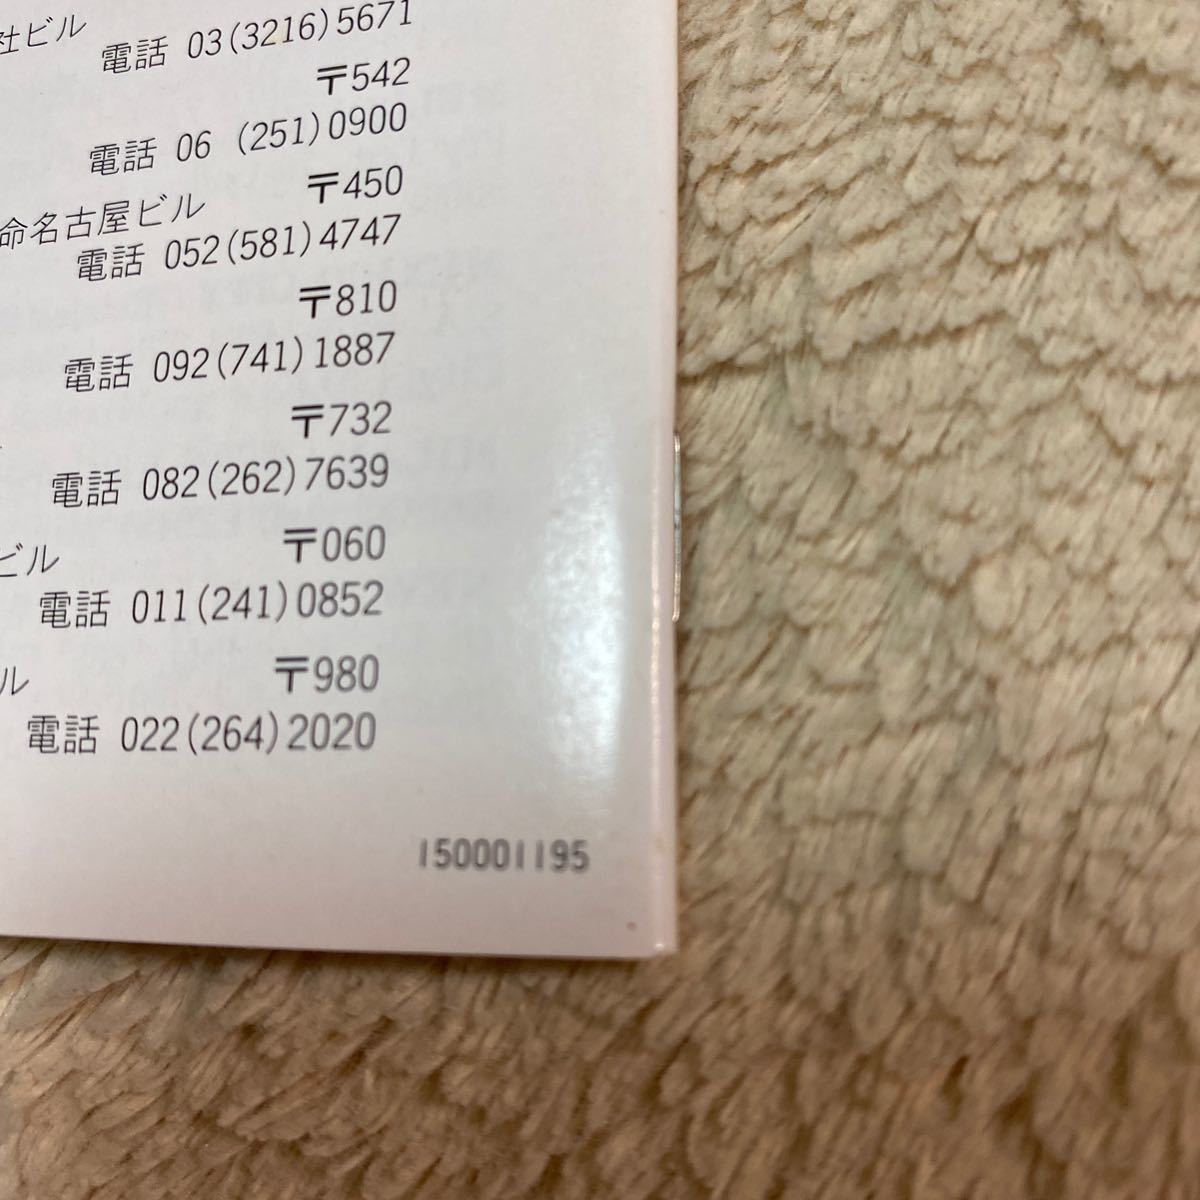 社ビル
電話 03(3216)5671
〒542
電話 06 (251)0900
命名古屋ビル 〒450
電話 052(581)4747
〒810
電話 092(741)1887
〒732
電話 082(262)7639
ビル 〒060
電話 011(241)0852
ル 〒980
電話 022(264)2020
150001195